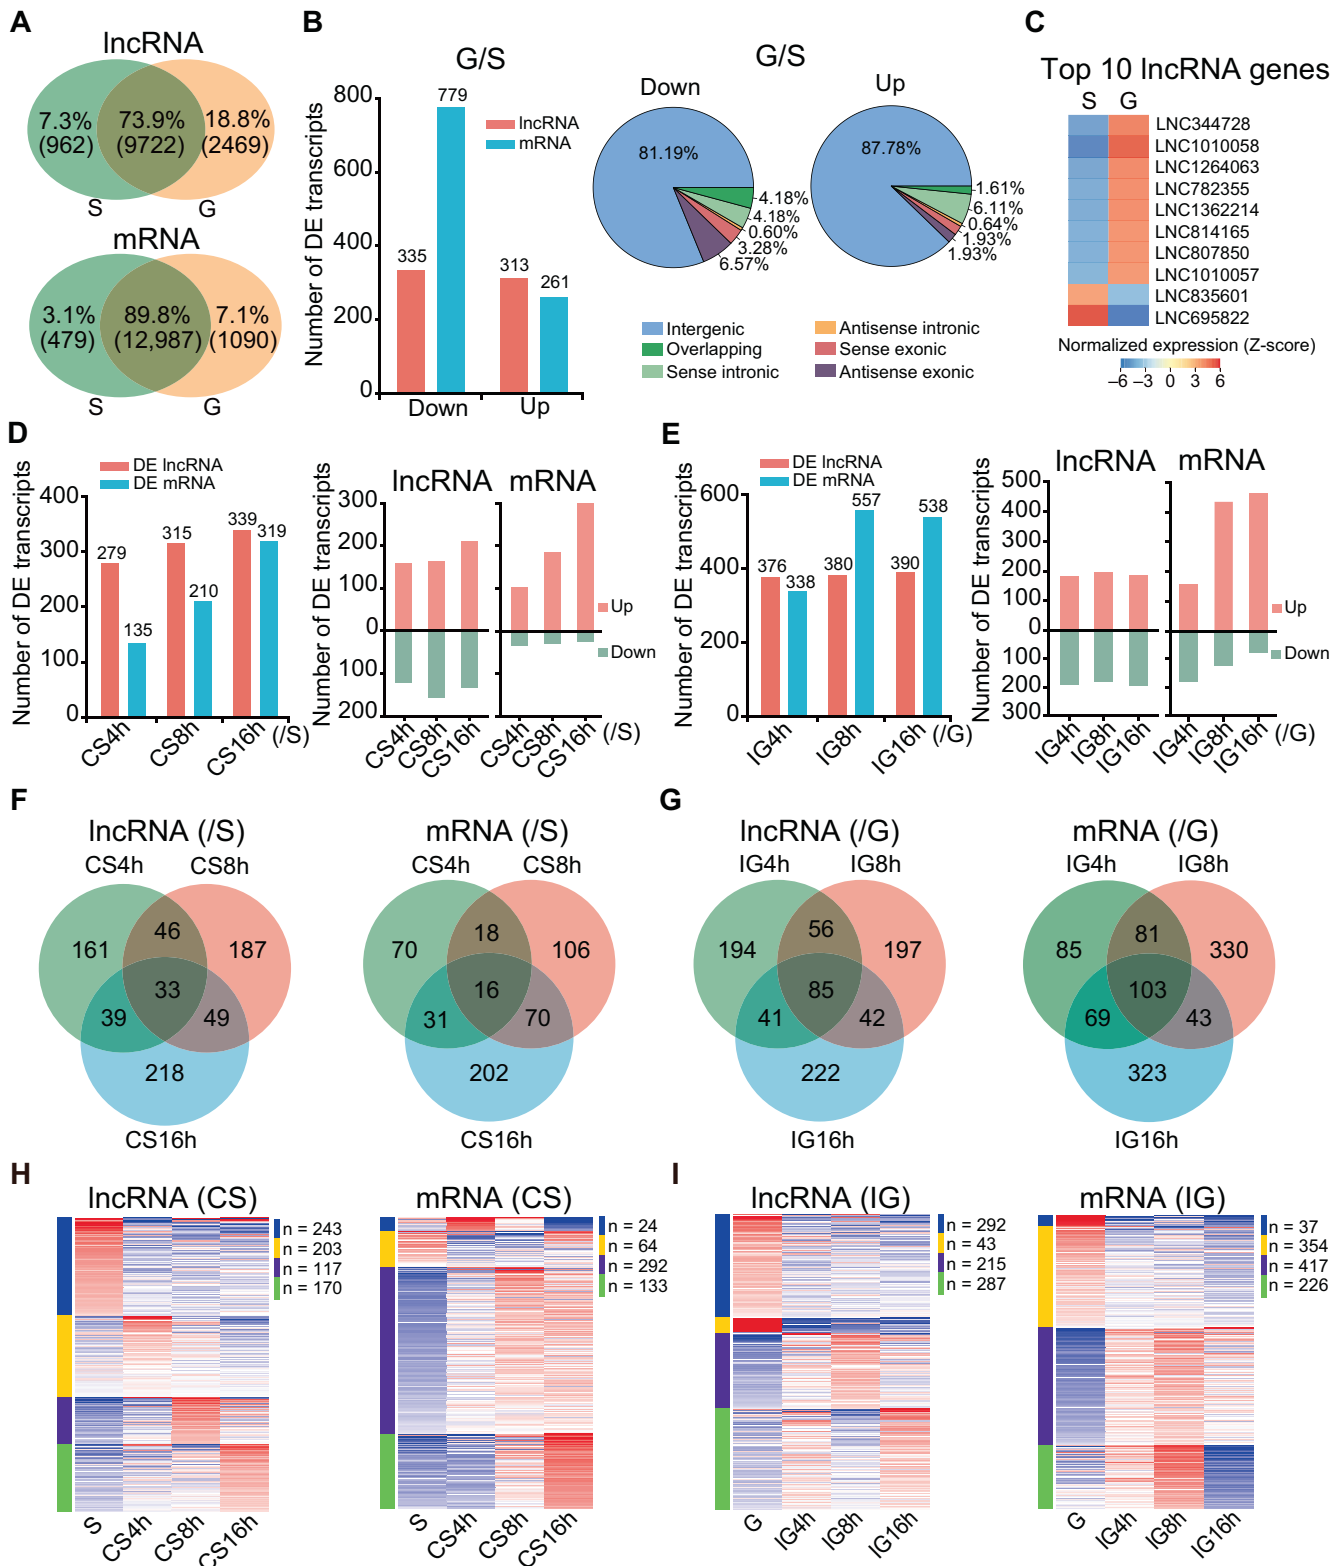 A
lncRNA
7.3%
(962)
73.9%
(9722)
18.8%
(2469)
S
G
mRNA
3.1%
(479)
89.8%
(12,987)
7.1%
(1090)
S
G
B
G/S
Number of DE transcripts
800
600
400
200
0
335
779
313
261
lncRNA
mRNA
Down
Up
G/S
Down
81.19%
4.18%
4.18%
0.60%
3.28%
6.57%
Up
87.78%
1.61%
6.11%
0.64%
1.93%
1.93%
Intergenic
Overlapping
Sense intronic
Antisense intronic
Sense exonic
Antisense exonic
C
Top 10 lncRNA genes
S G
LNC344728
LNC1010058
LNC1264063
LNC782355
LNC1362214
LNC814165
LNC807850
LNC1010057
LNC835601
LNC695822
Normalized expression (Z-score)
–6 –3 0 3 6
D
DE lncRNA
DE mRNA
Number of DE transcripts
400
300
200
100
0
279
135
315
210
339
319
CS4h
CS8h
CS16h
(/S)
Number of DE transcripts
lncRNA
mRNA
300
200
100
0
100
200
Up
Down
CS4h
CS8h
CS16h
CS4h
CS8h
CS16h
(/S)
E
DE lncRNA
DE mRNA
Number of DE transcripts
600
400
200
0
376
338
380
557
390
538
IG4h
IG8h
IG16h
(/G)
Number of DE transcripts
lncRNA
mRNA
500
400
300
200
100
0
100
200
300
Up
Down
IG4h
IG8h
IG16h
IG4h
IG8h
IG16h
(/G)
F
lncRNA (/S)
CS4h
CS8h
161
46
187
33
39
49
218
CS16h
mRNA (/S)
CS4h
CS8h
70
18
106
16
31
70
202
CS16h
G
lncRNA (/G)
IG4h
IG8h
194
56
197
85
41
42
222
IG16h
mRNA (/G)
IG4h
IG8h
85
81
330
103
69
43
323
IG16h
H
lncRNA (CS)
n = 243
n = 203
n = 117
n = 170
S
CS4h
CS8h
CS16h
mRNA (CS)
n = 24
n = 64
n = 292
n = 133
S
CS4h
CS8h
CS16h
I
lncRNA (IG)
n = 292
n = 43
n = 215
n = 287
G
IG4h
IG8h
IG16h
mRNA (IG)
n = 37
n = 354
n = 417
n = 226
G
IG4h
IG8h
IG16h